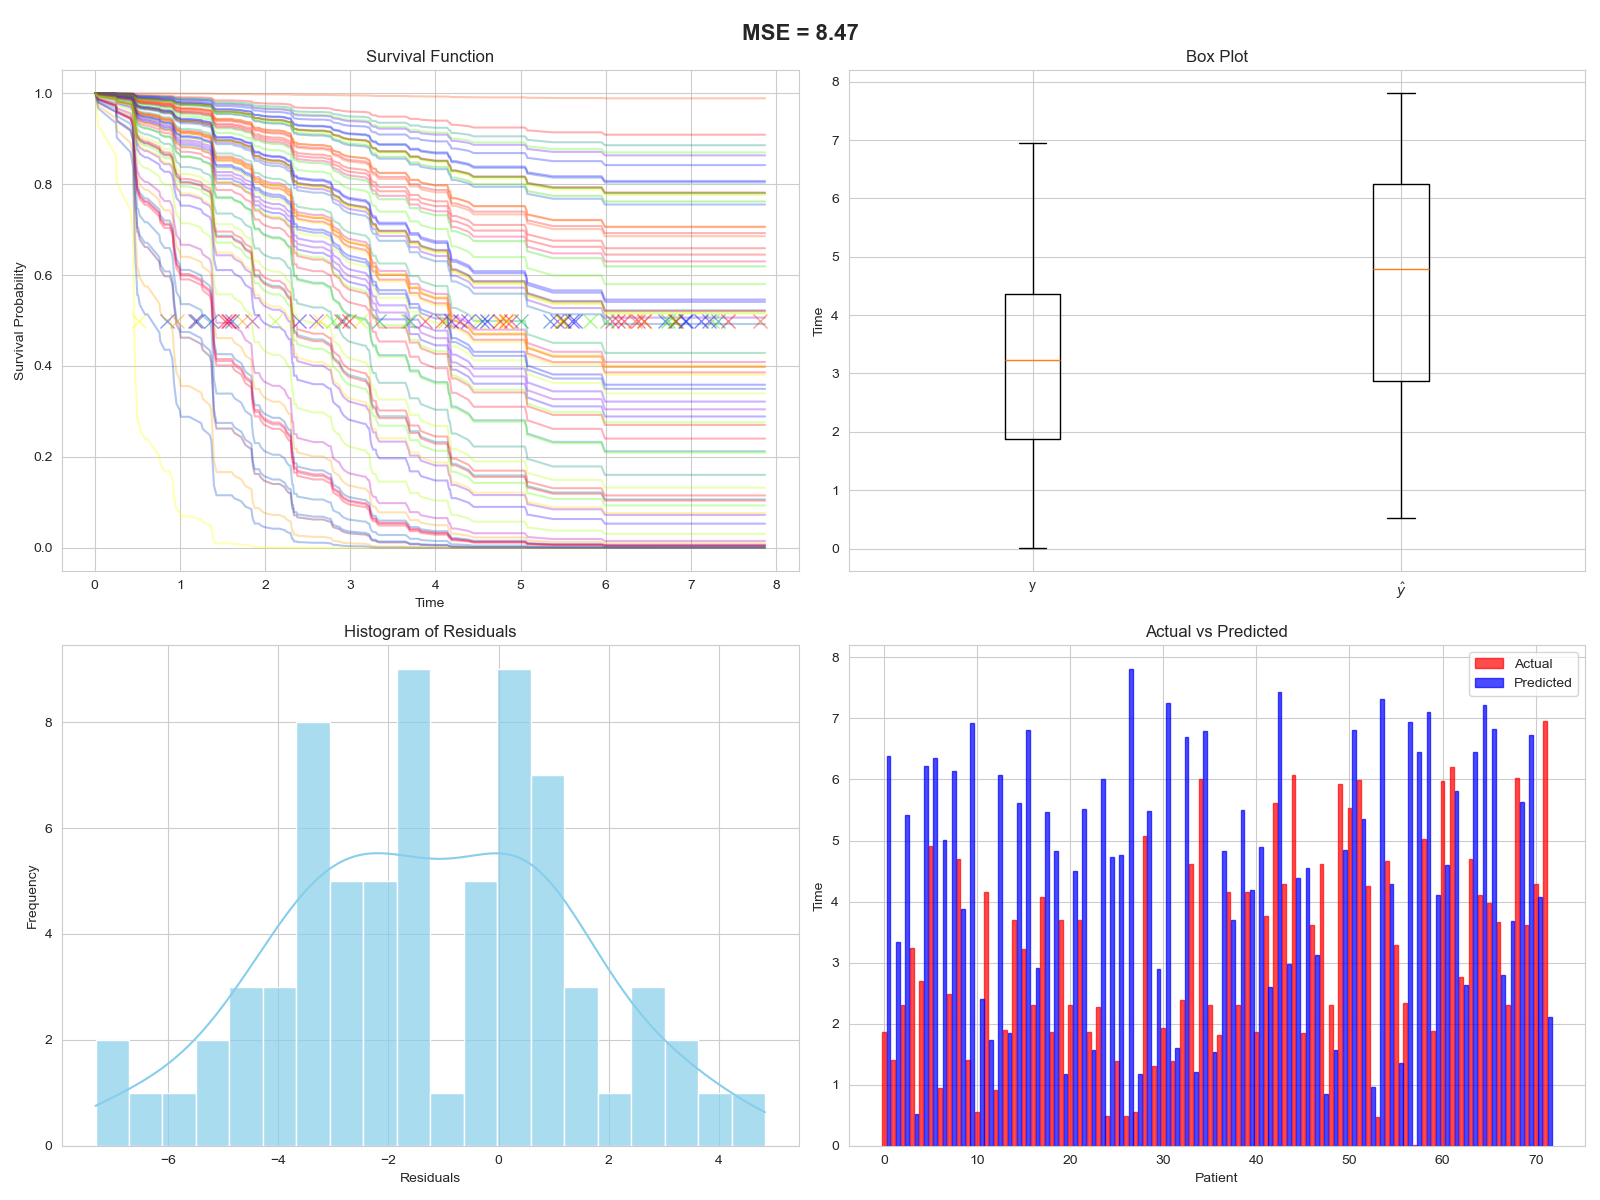 MSE = 8.47
Survival Function
1.0
0.8
0.6
0.4
0.2
0.0
Survival Probability
0 1 2 3 4 5 6 7 8
Time
Box Plot
8
7
6
5
4
3
2
1
0
Time
y ŷ
Histogram of Residuals
8
6
4
2
0
Frequency
−6 −4 −2 0 2 4
Residuals
Actual vs Predicted
Actual
Predicted
8
7
6
5
4
3
2
1
0
Time
0 10 20 30 40 50 60 70
Patient